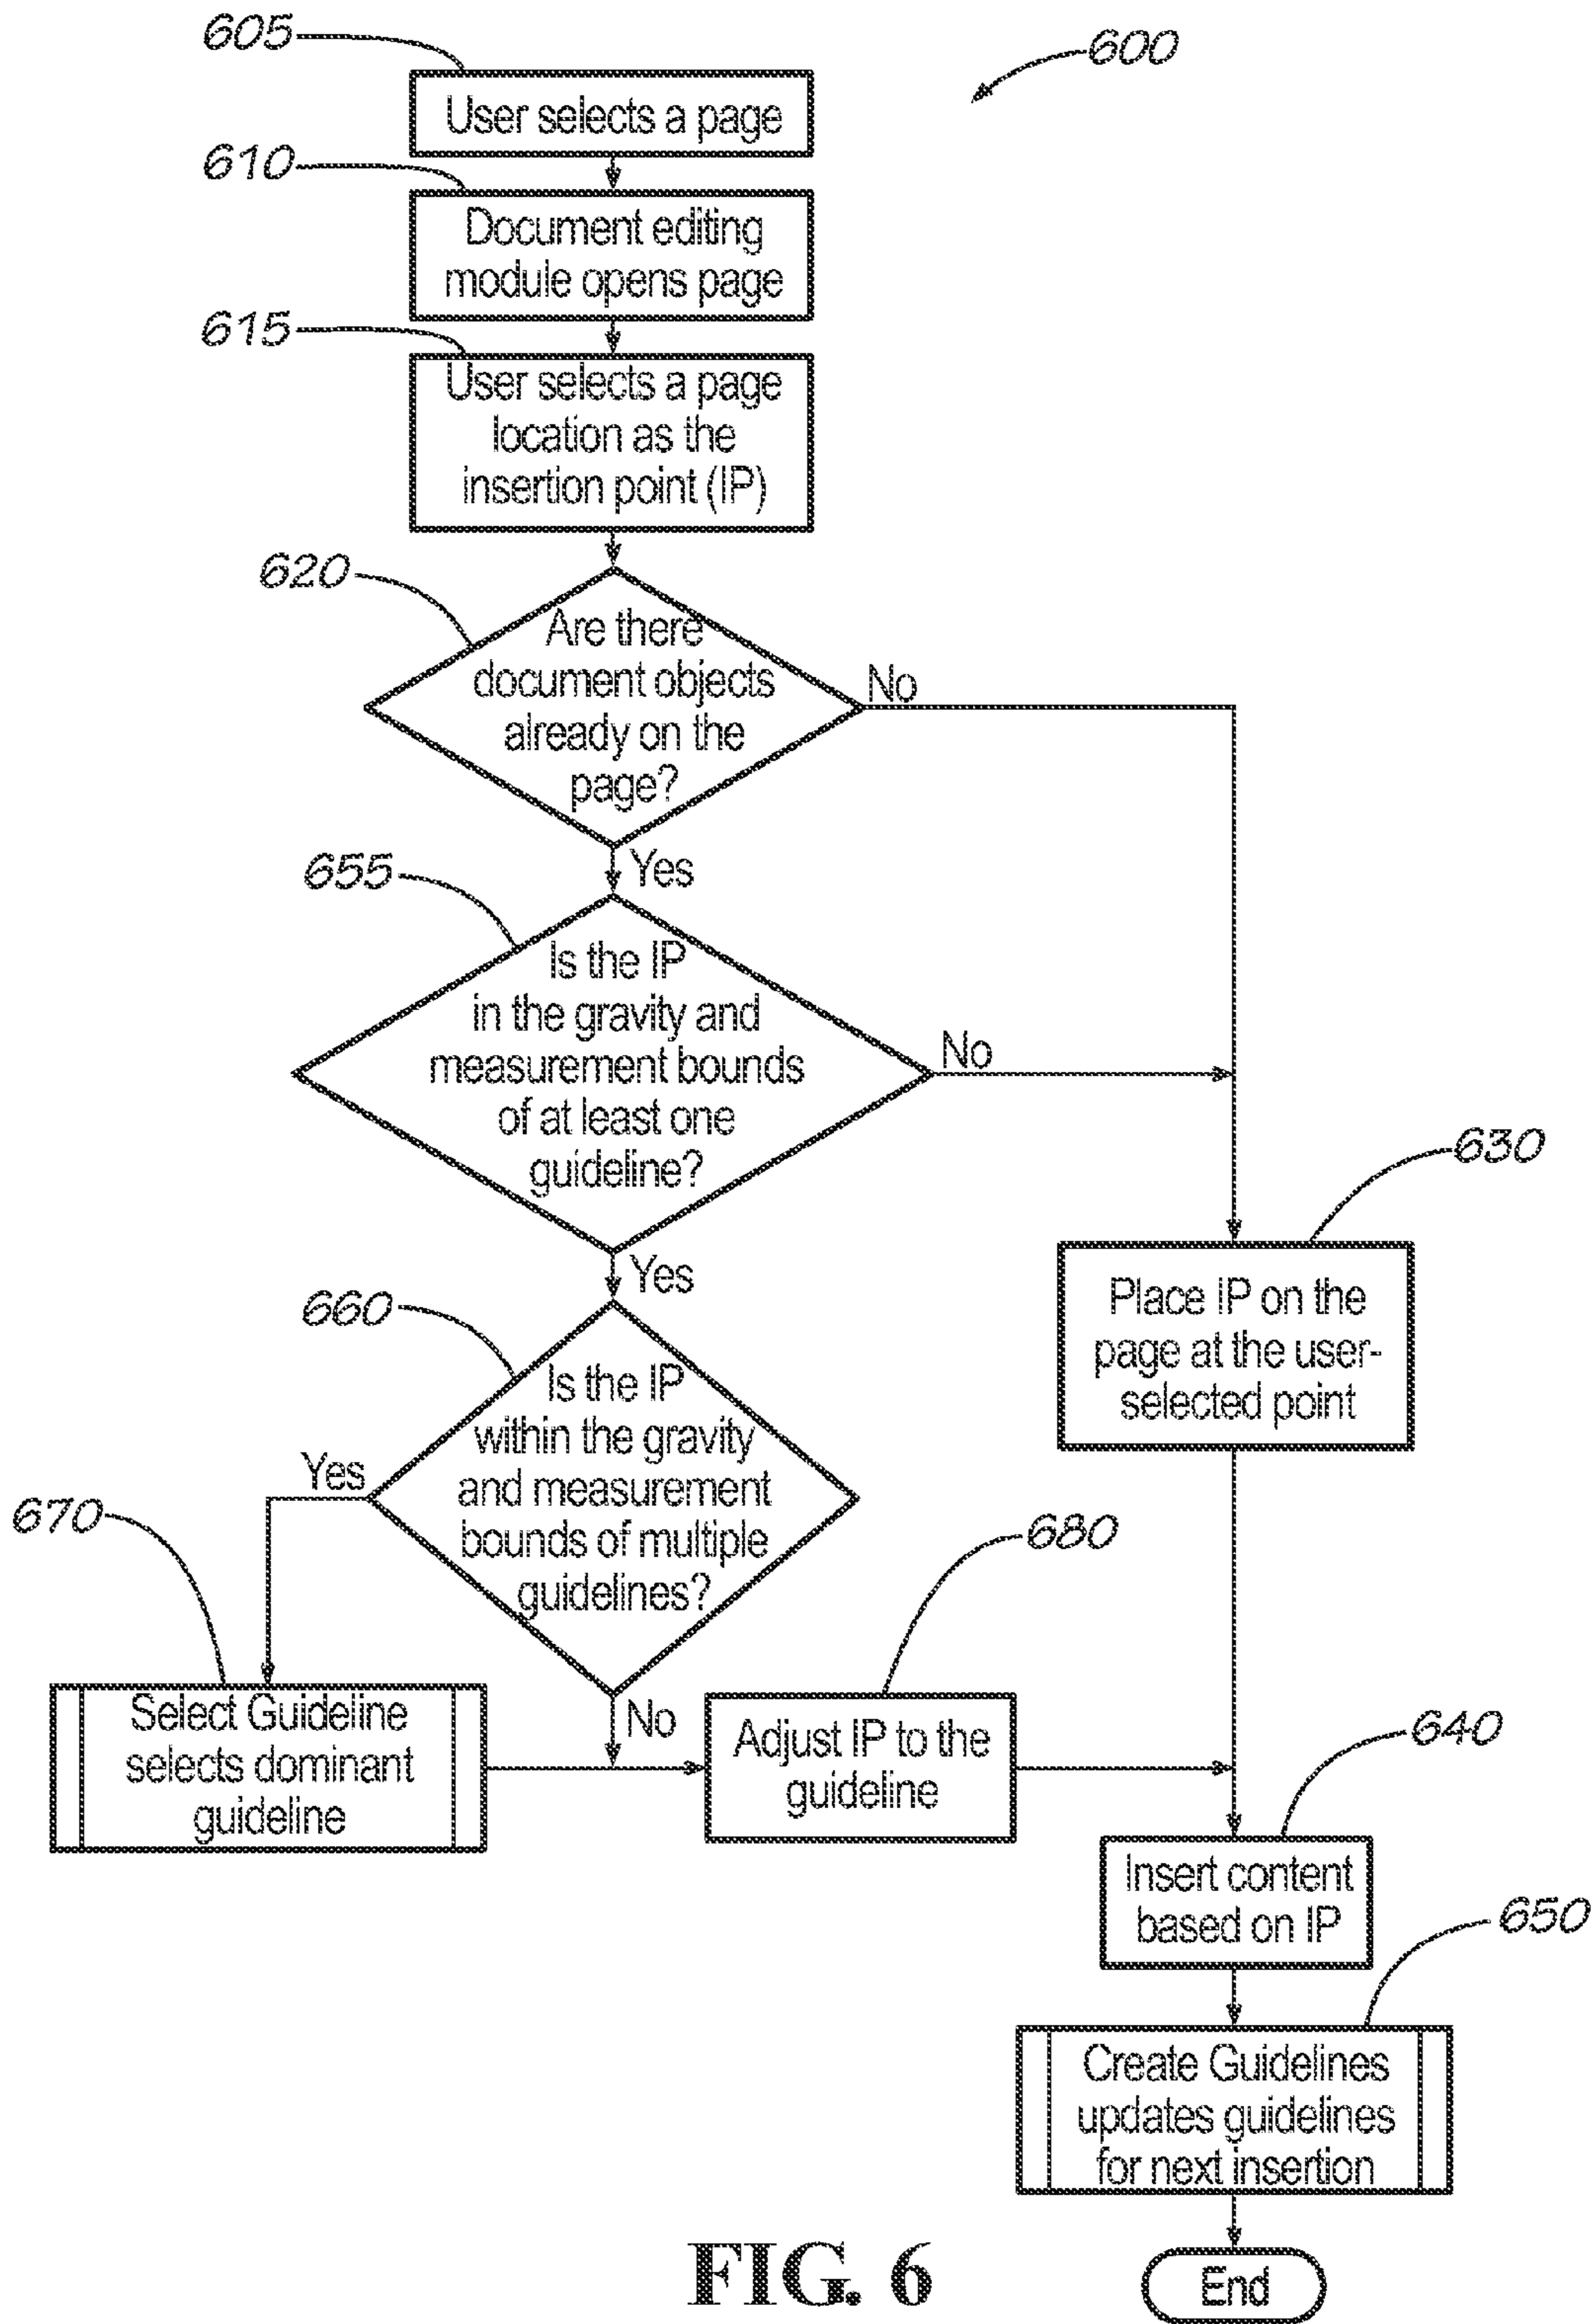 605
600
User selects a page
610
Document editing
module opens page
615
User selects a page
location as the
insertion point (IP)
620
Are there
document objects
already on the
page?
No
Yes
655
Is the IP
in the gravity and
measurement bounds
of at least one
guideline?
No
630
Yes
Place IP on the
page at the user-
selected point
660
Is the IP
within the gravity
and measurement
bounds of multiple
guidelines?
Yes
670
680
Select Guideline
selects dominant
guideline
No
Adjust IP to the
guideline
640
Insert content
based on IP
650
Create Guidelines
updates guidelines
for next insertion
End
FIG. 6